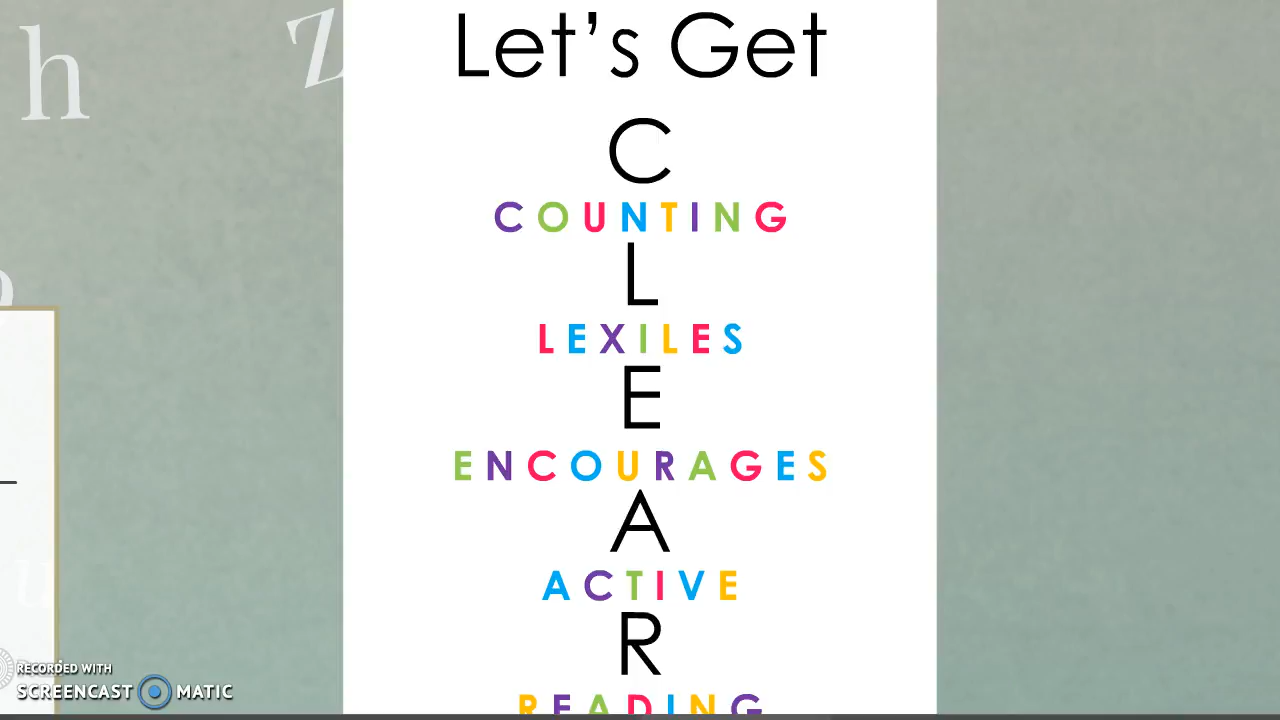 h
z
Let's Get
C
COUNTING
L
LEXILES
E
ENCOURAGES
A
ACTIVE
R
READING
u
RECORDED WITH
SCREENCAST MATIC